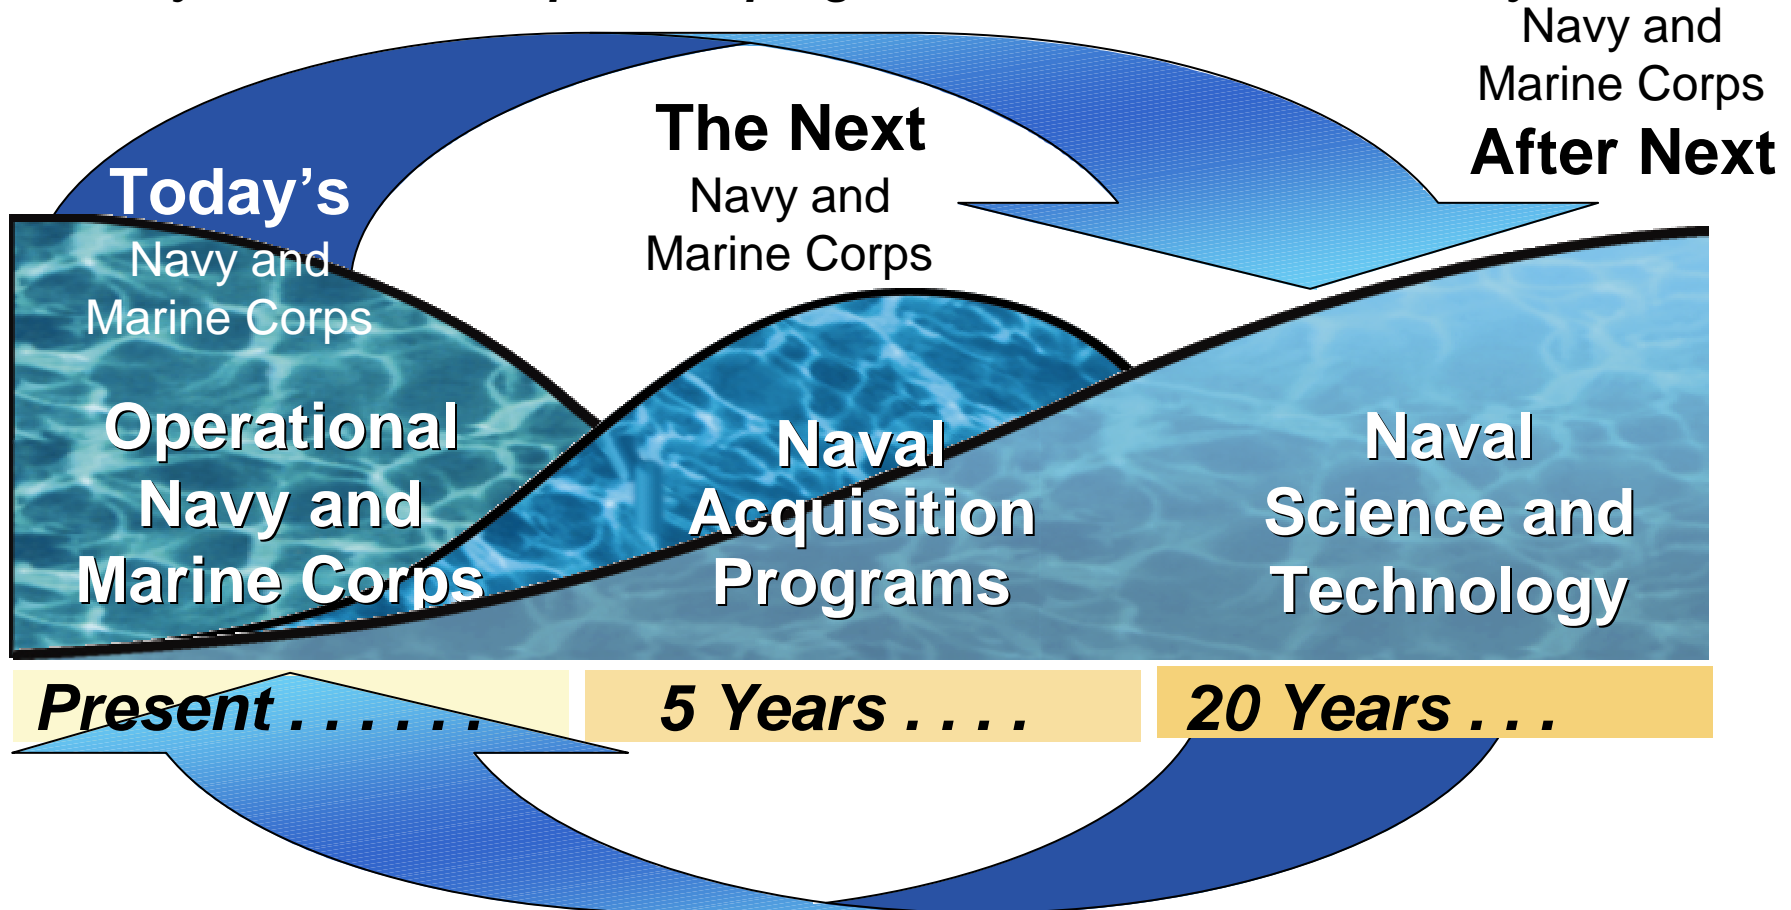 Today’s
Navy and
Marine Corps
The Next
Navy and
Marine Corps
Navy and
Marine Corps
After Next
Operational
Navy and
Marine Corps
Naval
Acquisition
Programs
Naval
Science and
Technology
Present . . . . . .
5 Years . . . .
20 Years . . .